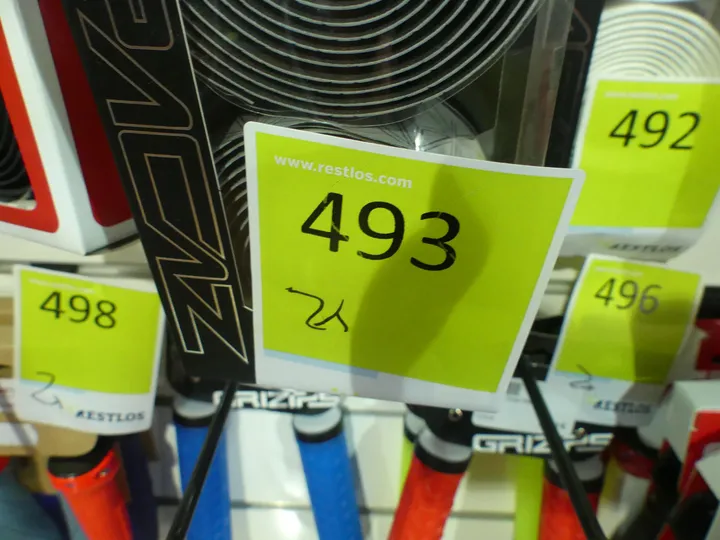 www.restlos.com
492
493
RESTLOS
498
496
RESTLOS
RESTLOS
GRIZIPS
GRIZIPS